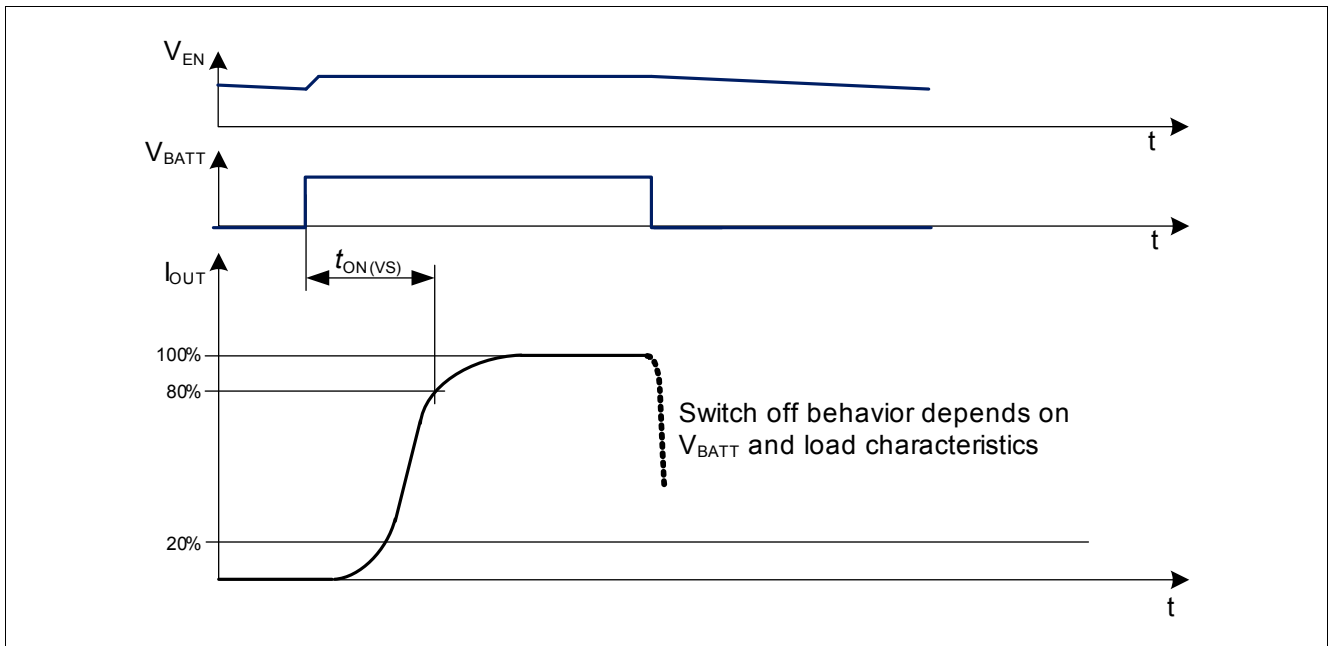 VEN
t
VBATT
t
tON(VS)
IOUT
100%
80%
Switch off behavior depends on
VBATT and load characteristics
20%
t